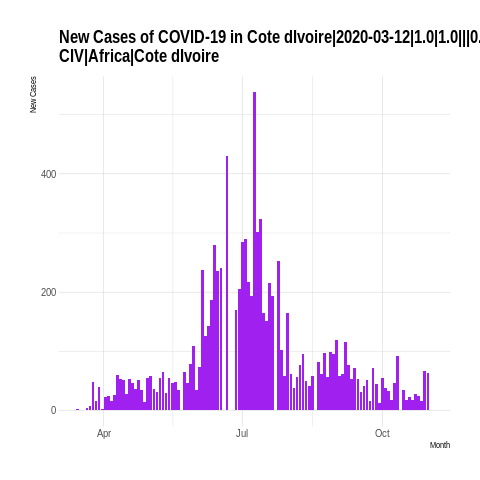 New Cases of COVID-19 in Cote dIvoire|2020-03-12|1.0|1.0|||0.
CIV|Africa|Cote dIvoire
New Cases
400
200
0
Apr
Jul
Oct
Month